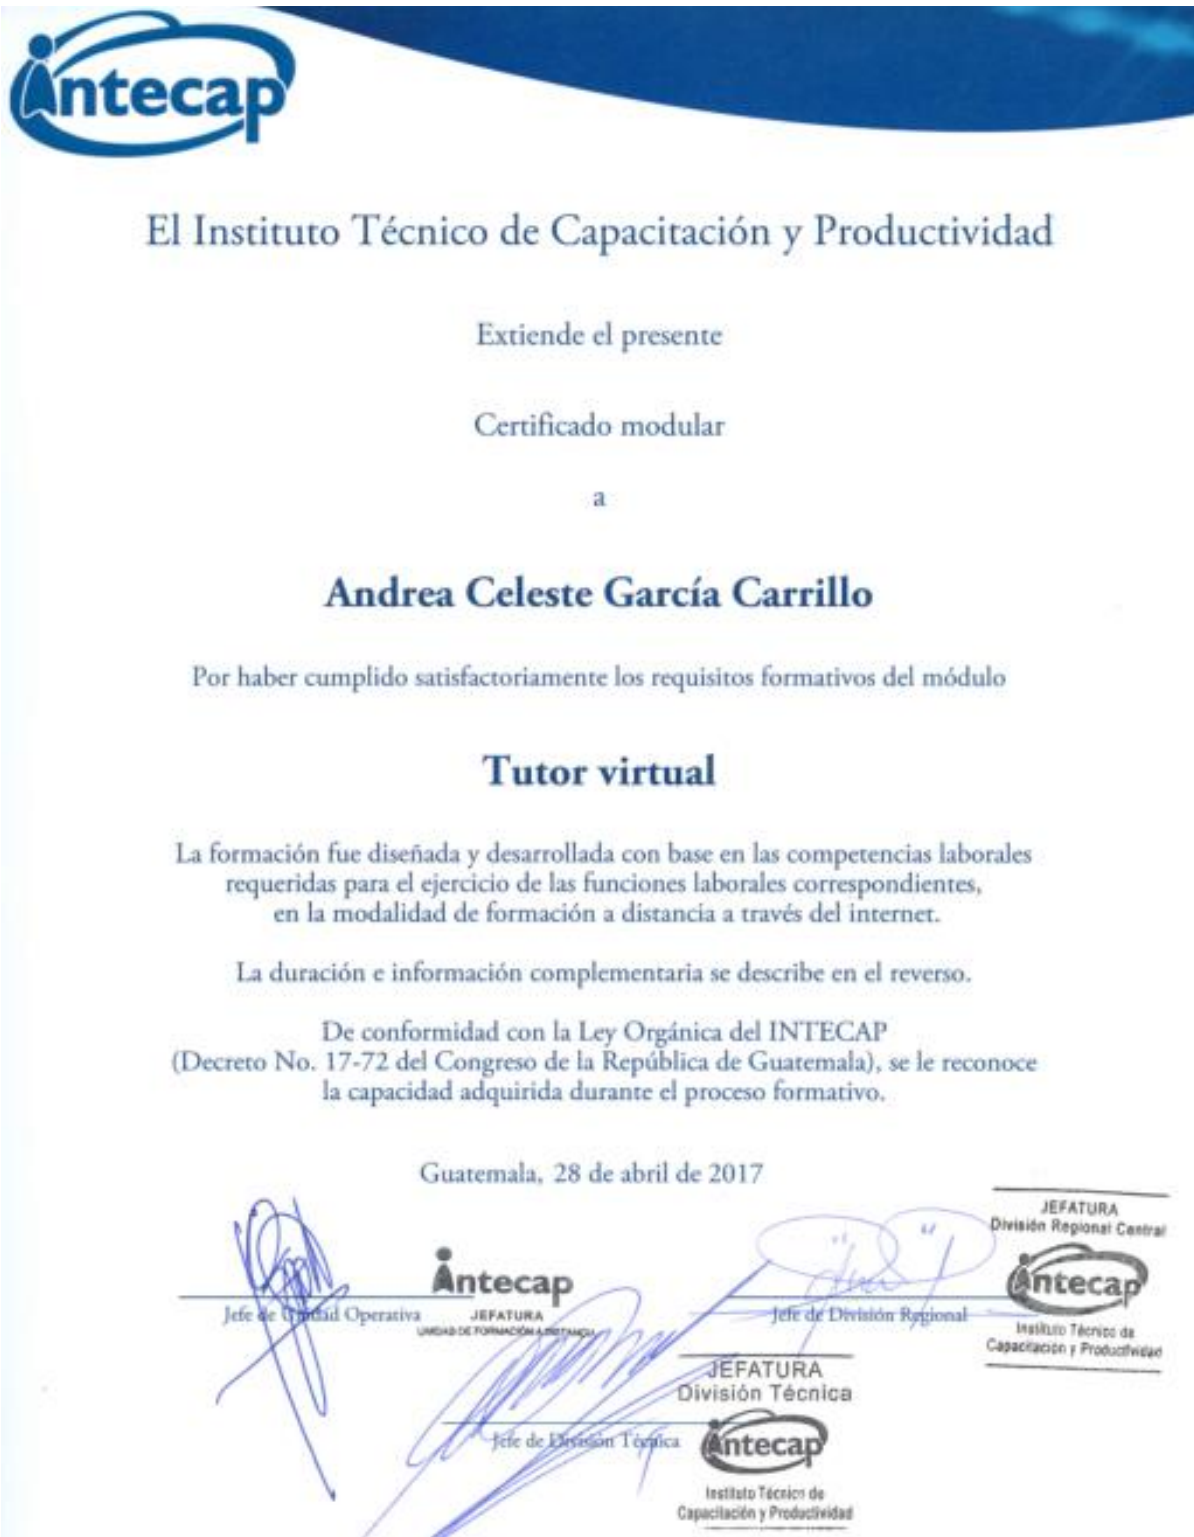 intecap
El Instituto Técnico de Capacitación y Productividad
Extiende el presente
Certificado modular
a
Andrea Celeste García Carrillo
Por haber cumplido satisfactoriamente los requisitos formativos del módulo
Tutor virtual
La formación fue diseñada y desarrollada con base en las competencias laborales
requeridas para el ejercicio de las funciones laborales correspondientes,
en la modalidad de formación a distancia a través del internet.
La duración e información complementaria se describe en el reverso.
De conformidad con la Ley Orgánica del INTECAP
(Decreto No. 17-72 del Congreso de la República de Guatemala), se le reconoce
la capacidad adquirida durante el proceso formativo.
Guatemala, 28 de abril de 2017
Jefe de Unidad Operativa
intecap
JEFATURA
UNIDAD DE FORMACIÓN A DISTANCIA
Jefe de División Regional
JEFATURA
División Regional Central
intecap
Instituto Técnico de
Capacitación y Productividad
Jefe de División Técnica
JEFATURA
División Técnica
intecap
Instituto Técnico de
Capacitación y Productividad